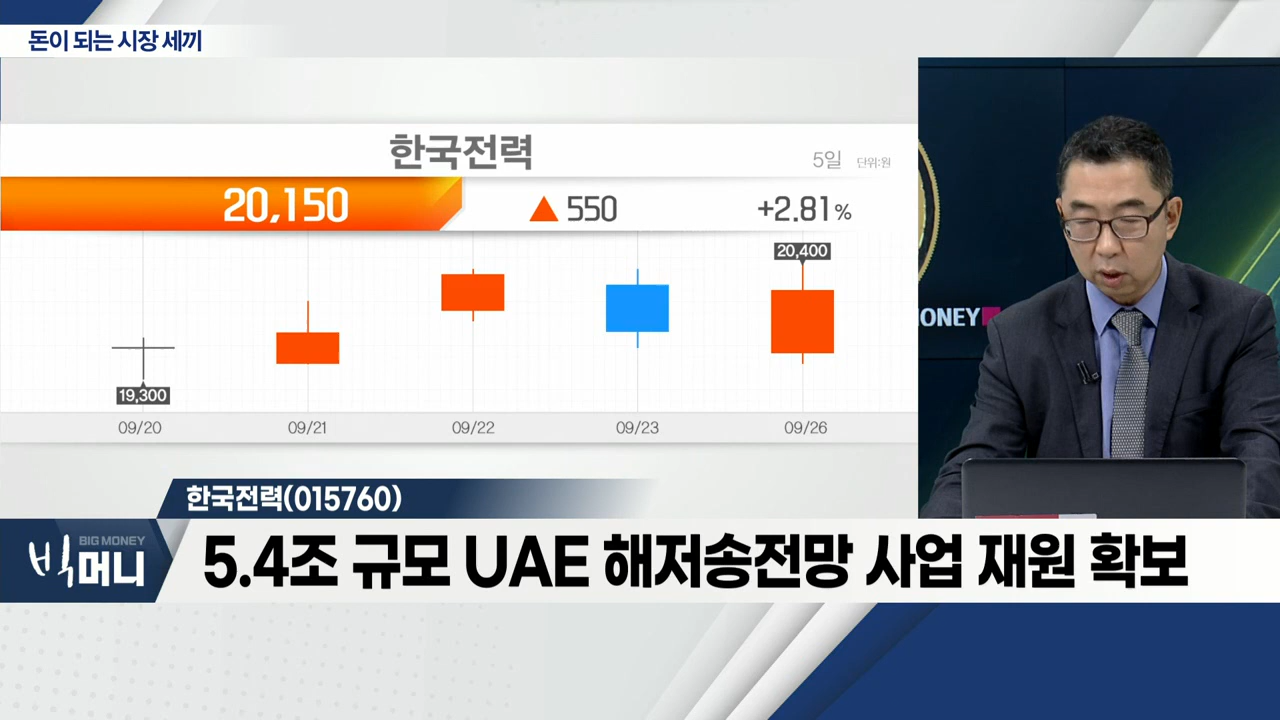 돈이 되는 시장 세끼
한국전력
5일 단위:원
20,150 ▲ 550 +2.81%
20,400
19,300
09/20 09/21 09/22 09/23 09/26
ONEY
한국전력(015760)
BIG MONEY
빅머니
5.4조 규모 UAE 해저송전망 사업 재원 확보